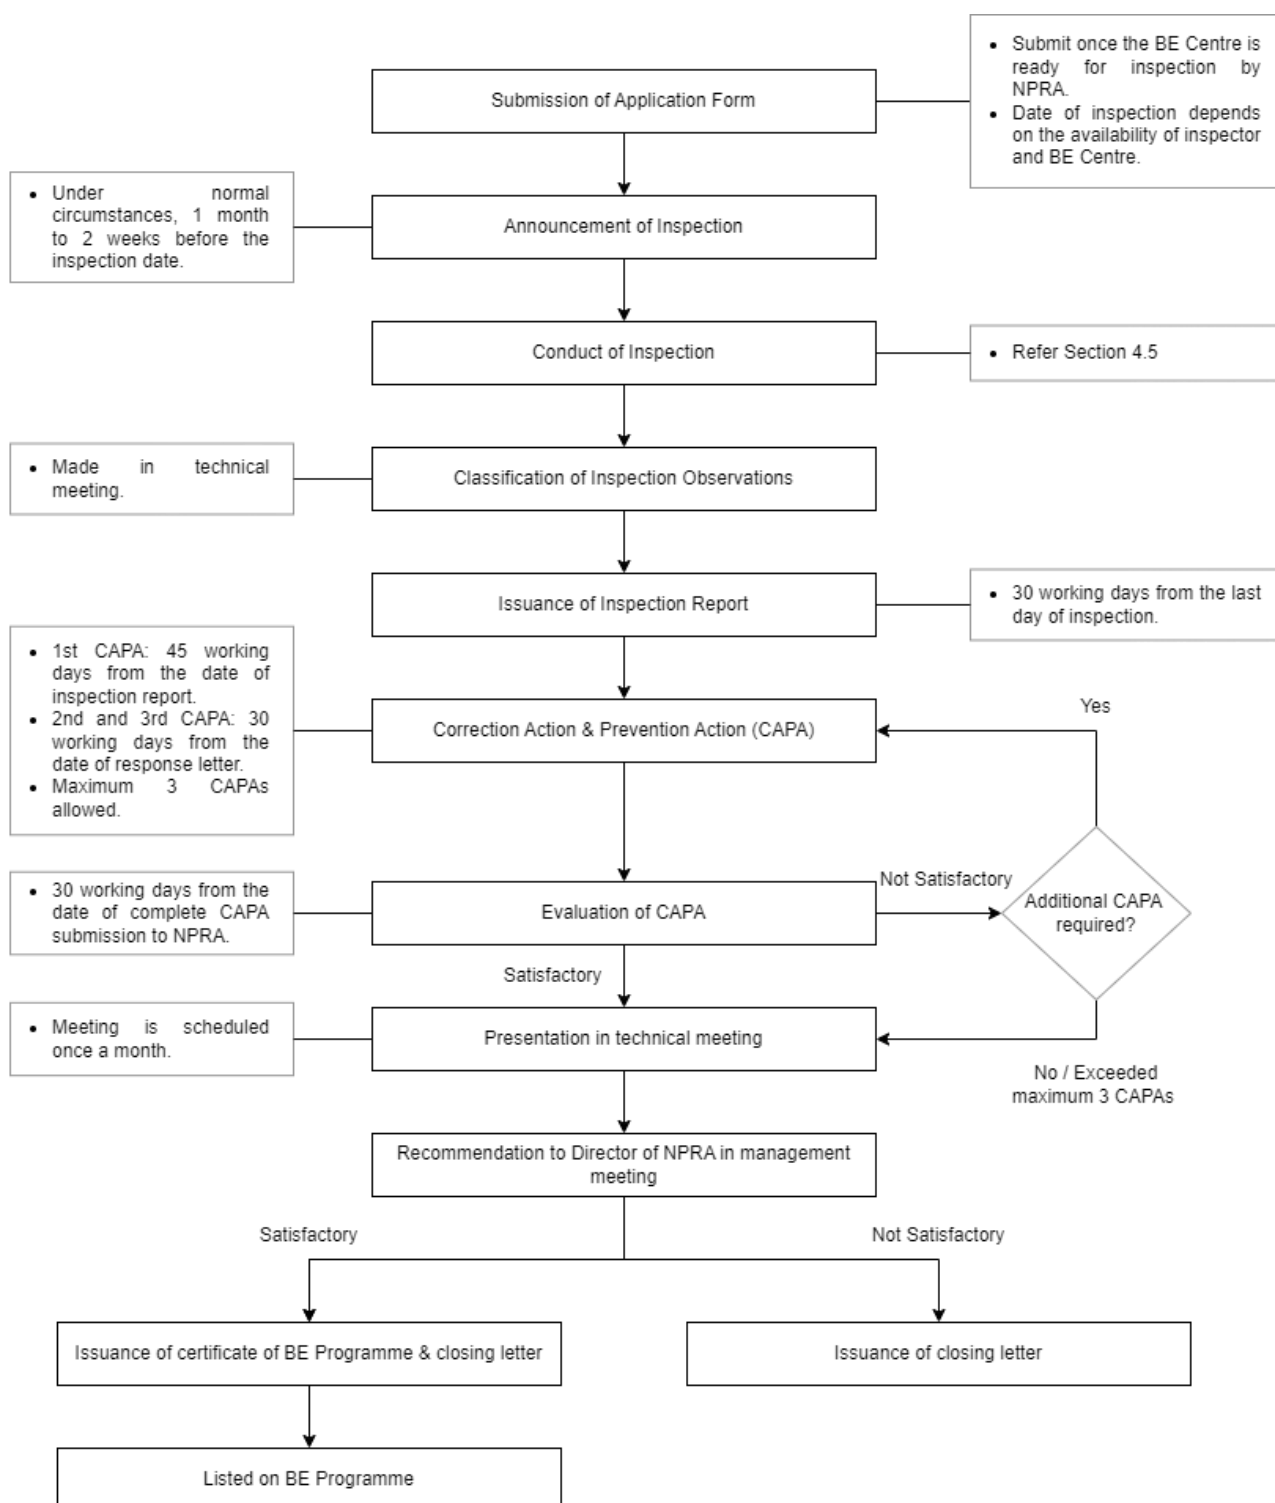 Submission of Application Form
• Submit once the BE Centre is
ready for inspection by
NPRA.
• Date of inspection depends
on the availability of inspector
and BE Centre.
• Under normal
circumstances, 1 month
to 2 weeks before the
inspection date.
Announcement of Inspection
Conduct of Inspection
• Refer Section 4.5
• Made in technical
meeting.
Classification of Inspection Observations
Issuance of Inspection Report
• 30 working days from the last
day of inspection.
• 1st CAPA: 45 working
days from the date of
inspection report.
• 2nd and 3rd CAPA: 30
working days from the
date of response letter.
• Maximum 3 CAPAs
allowed.
Correction Action & Prevention Action (CAPA)
Yes
• 30 working days from the
date of complete CAPA
submission to NPRA.
Evaluation of CAPA
Not Satisfactory
Additional CAPA
required?
Satisfactory
• Meeting is scheduled
once a month.
Presentation in technical meeting
No / Exceeded
maximum 3 CAPAs
Recommendation to Director of NPRA in management
meeting
Satisfactory
Not Satisfactory
Issuance of certificate of BE Programme & closing letter
Issuance of closing letter
Listed on BE Programme